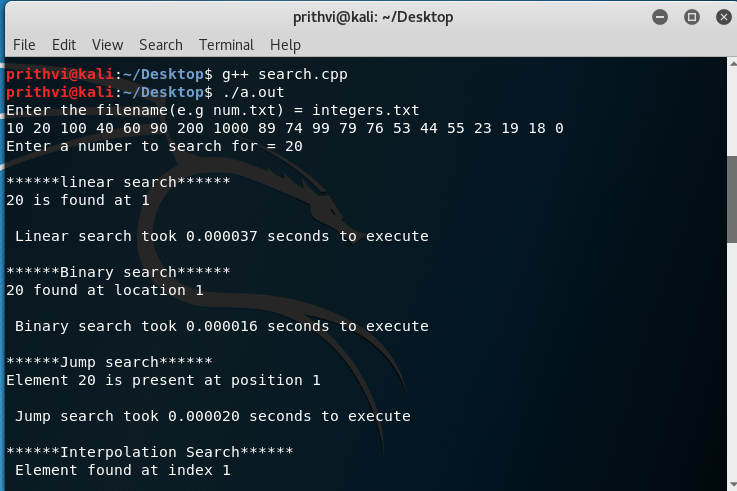 prithvi@kali: ~/Desktop
File Edit View Search Terminal Help
prithvi@kali:~/Desktop$ g++ search.cpp
prithvi@kali:~/Desktop$ ./a.out
Enter the filename(e.g num.txt) = integers.txt
10 20 100 40 60 90 200 1000 89 74 99 79 76 53 44 55 23 19 18 0
Enter a number to search for = 20
******linear search******
20 is found at 1
Linear search took 0.000037 seconds to execute
******Binary search******
20 found at location 1
Binary search took 0.000016 seconds to execute
******Jump search******
Element 20 is present at position 1
Jump search took 0.000020 seconds to execute
******Interpolation Search******
Element found at index 1